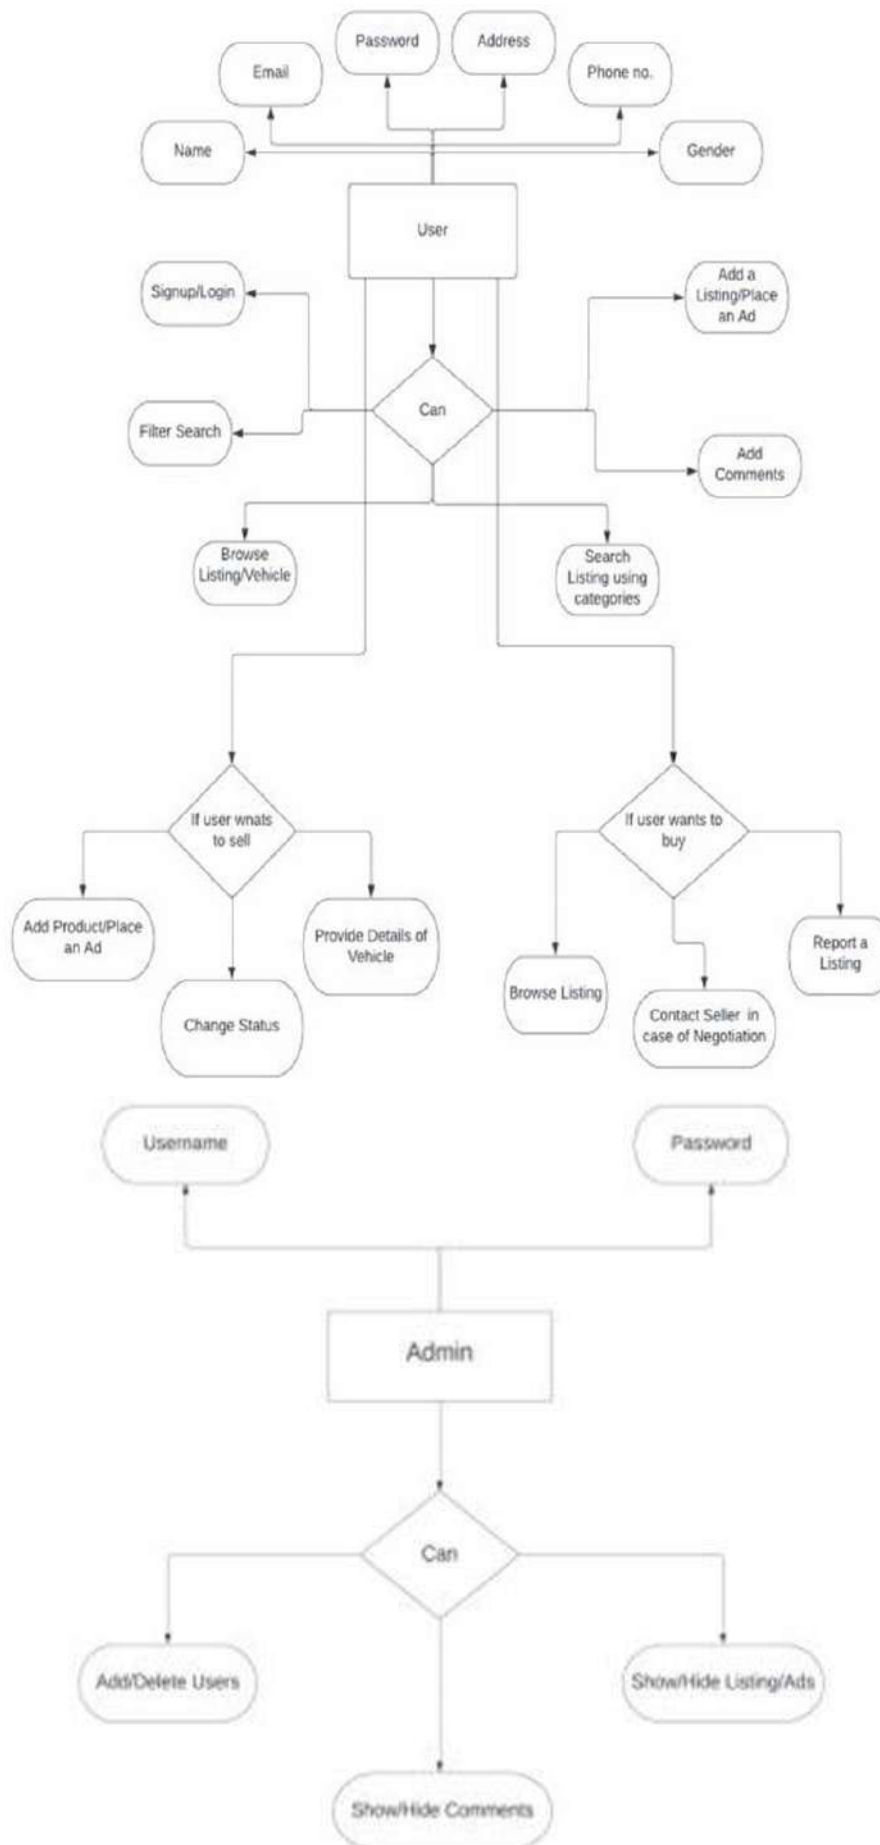 Password
Address
Email
Phone no.
Name
Gender
User
Signup/Login
Add a
Listing/Place
an Ad
Can
Filter Search
Add
Comments
Browse
Listing/Vehicle
Search
Listing using
categories
If user wnats
to sell
If user wants to
buy
Add Product/Place
an Ad
Provide Details of
Vehicle
Change Status
Browse Listing
Contact Seller in
case of Negotiation
Report a
Listing
Username
Password
Admin
Can
Add/Delete Users
Show/Hide Listing/Ads
Show/Hide Comments